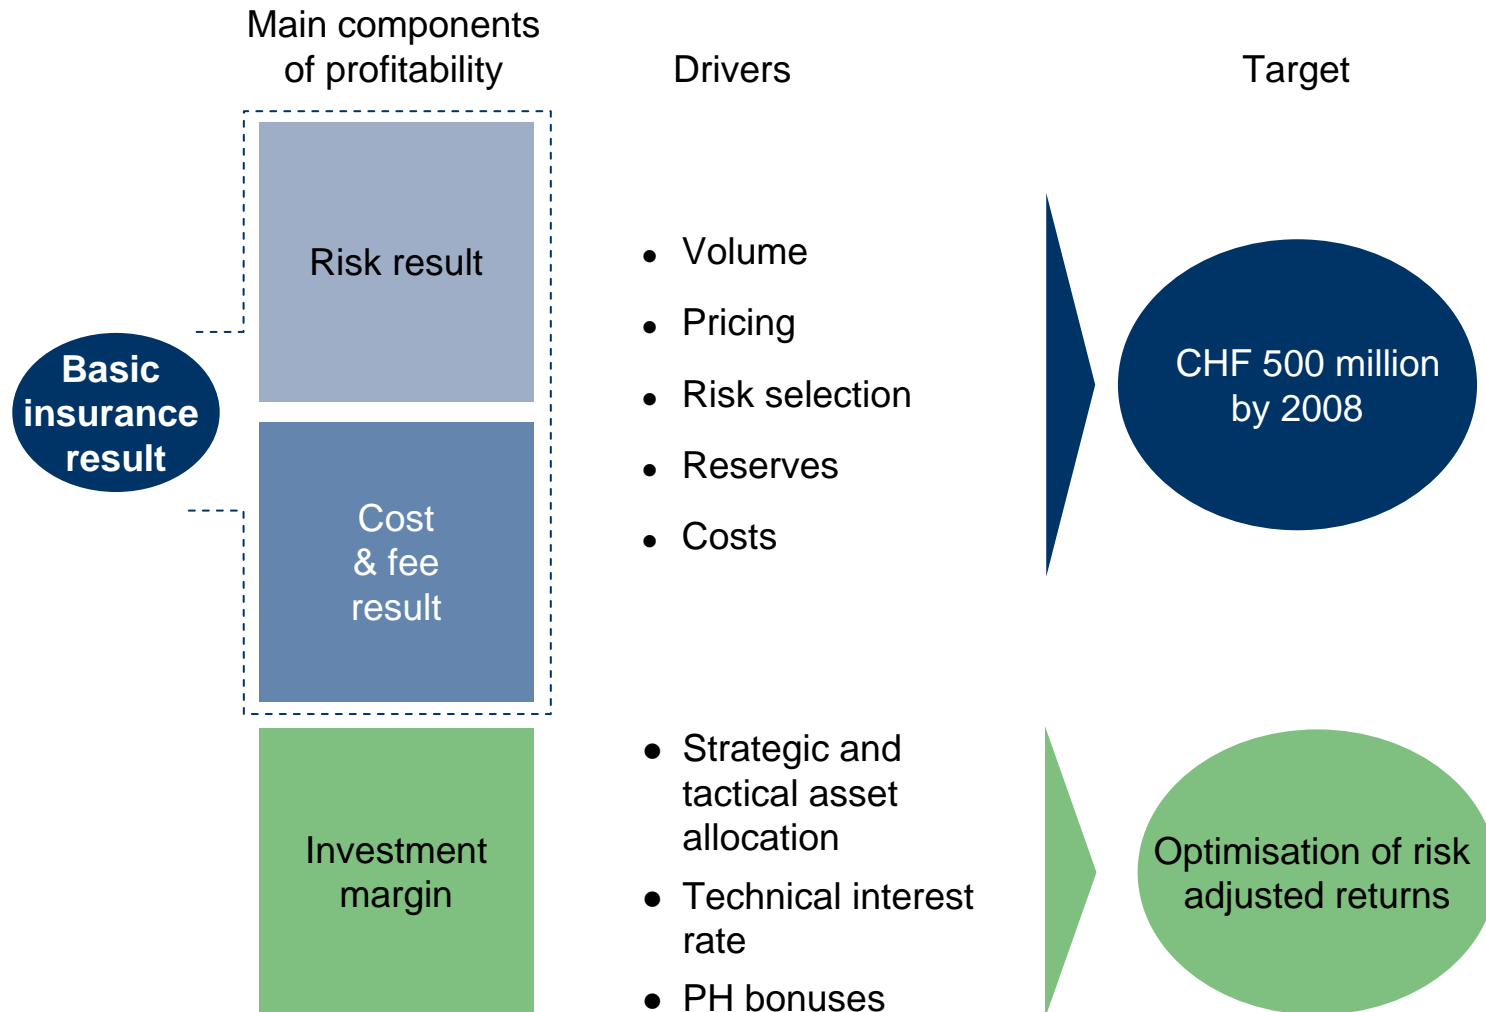 Main components
of profitability
Drivers
Target
Basic
insurance
result
Risk result
Cost
& fee
result
● Volume
● Pricing
● Risk selection
● Reserves
● Costs
CHF 500 million
by 2008
Investment
margin
● Strategic and
tactical asset
allocation
● Technical interest
rate
● PH bonuses
Optimisation of risk
adjusted returns